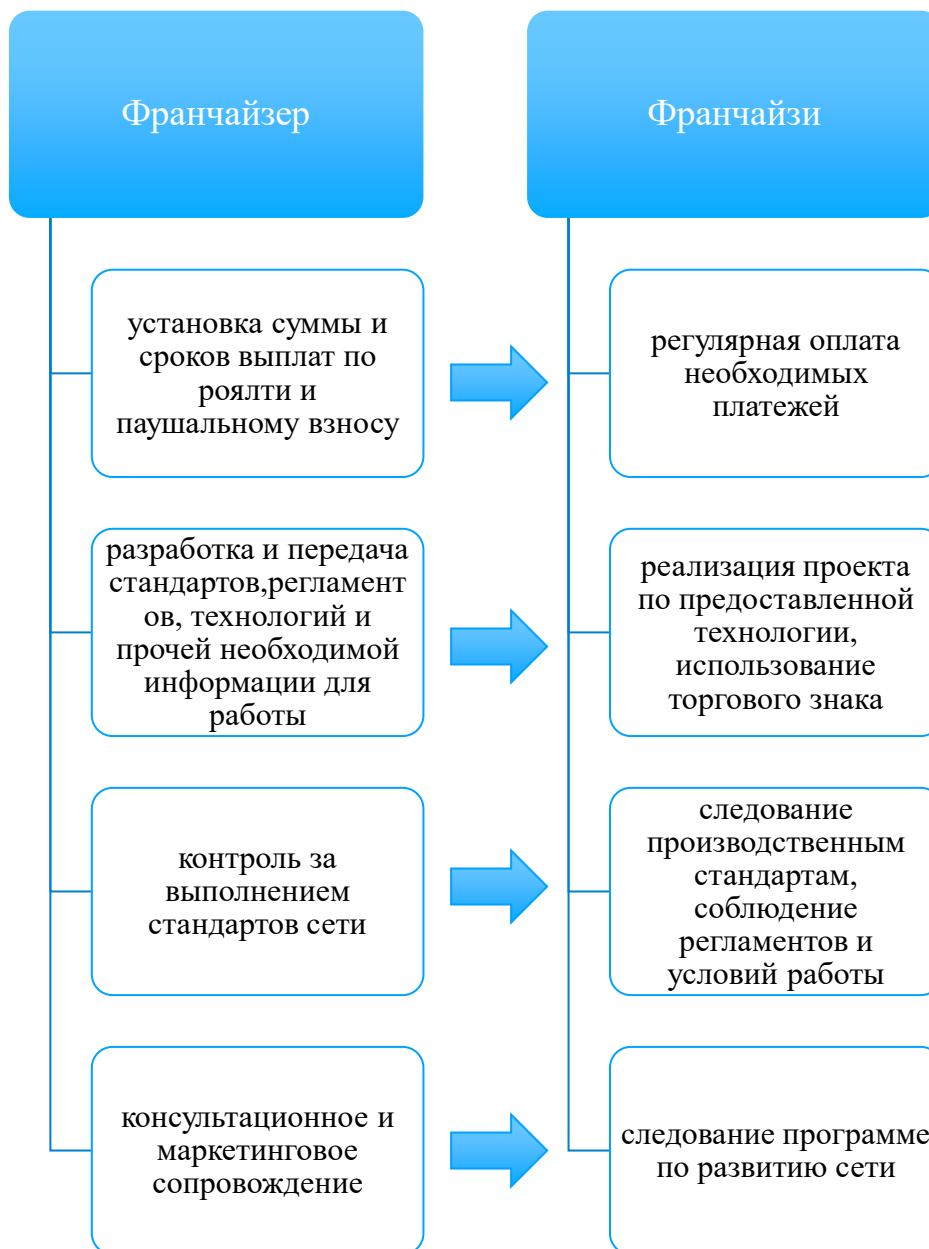 Франчайзер
Франчайзи
установка суммы и
сроков выплат по
роялти и
паушальному взносу
регулярная оплата
необходимых
платежей
разработка и передача
стандартов,регламент
ов, технологий и
прочей необходимой
информации для
работы
реализация проекта
по предоставленной
технологии,
использование
торгового знака
контроль за
выполнением
стандартов сети
следование
производственным
стандартам,
соблюдение
регламентов и
условий работы
консультационное и
маркетинговое
сопровождение
следование программе
по развитию сети